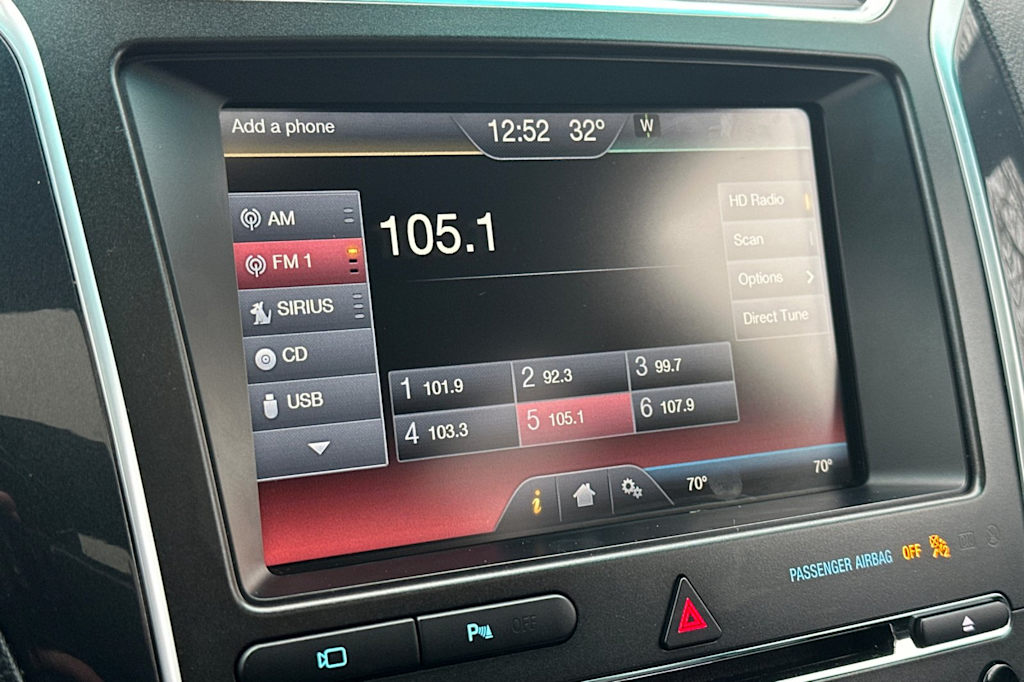 Add a phone 12:52 32° W
AM
FM 1
SIRIUS
CD
USB
105.1
HD Radio
Scan
Options
Direct Tune
1 101.9 2 92.3 3 99.7
4 103.3 5 105.1 6 107.9
i 70° 70°
PASSENGER AIRBAG OFF
P OFF